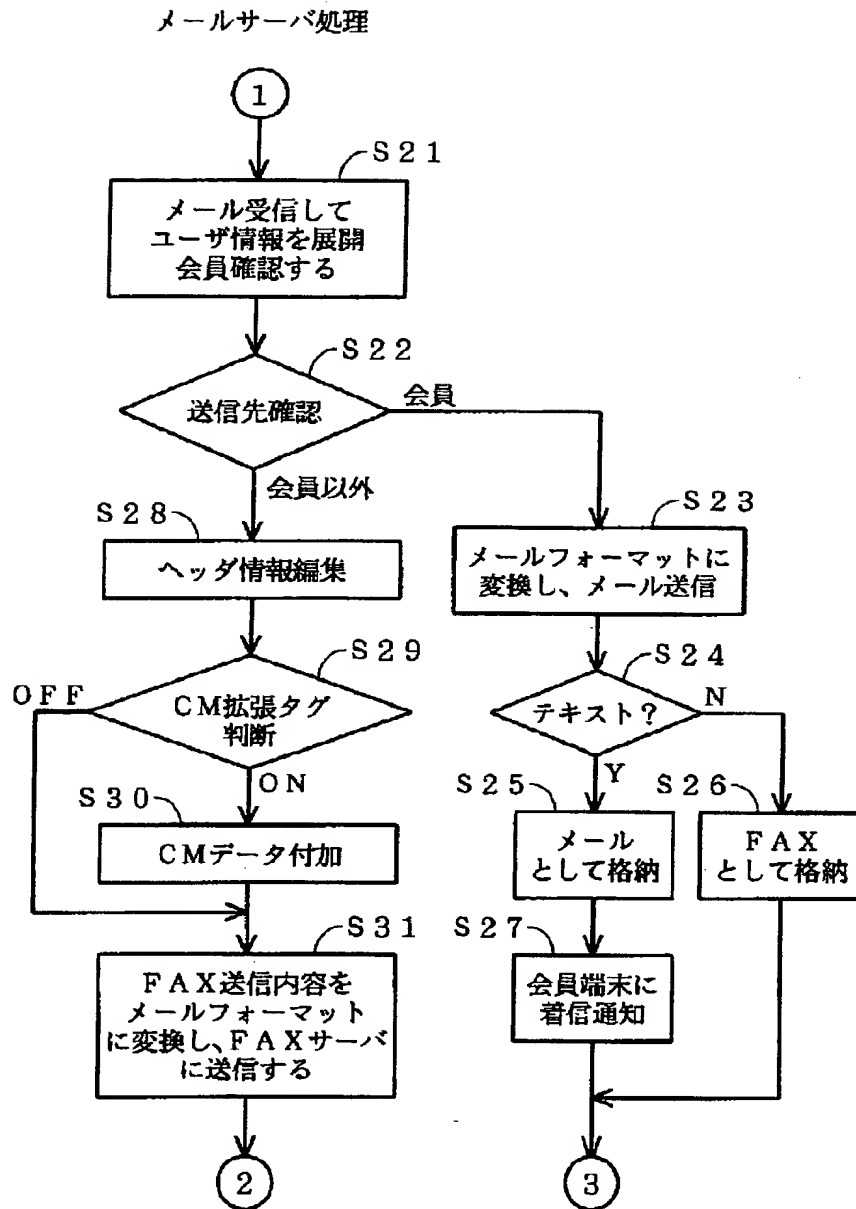 メールサーバ処理
1
S21
メール受信して
ユーザ情報を展開
会員確認する
S22
送信先確認
会員
会員以外
S28
ヘッダ情報編集
S29
OFF
CM拡張タグ
判断
ON
S30
CMデータ付加
S31
FAX送信内容を
メールフォーマット
に変換し、FAXサーバ
に送信する
2
S23
メールフォーマットに
変換し、メール送信
S24
テキスト?
N
Y
S25
メール
として格納
S26
FAX
として格納
S27
会員端末に
着信通知
3